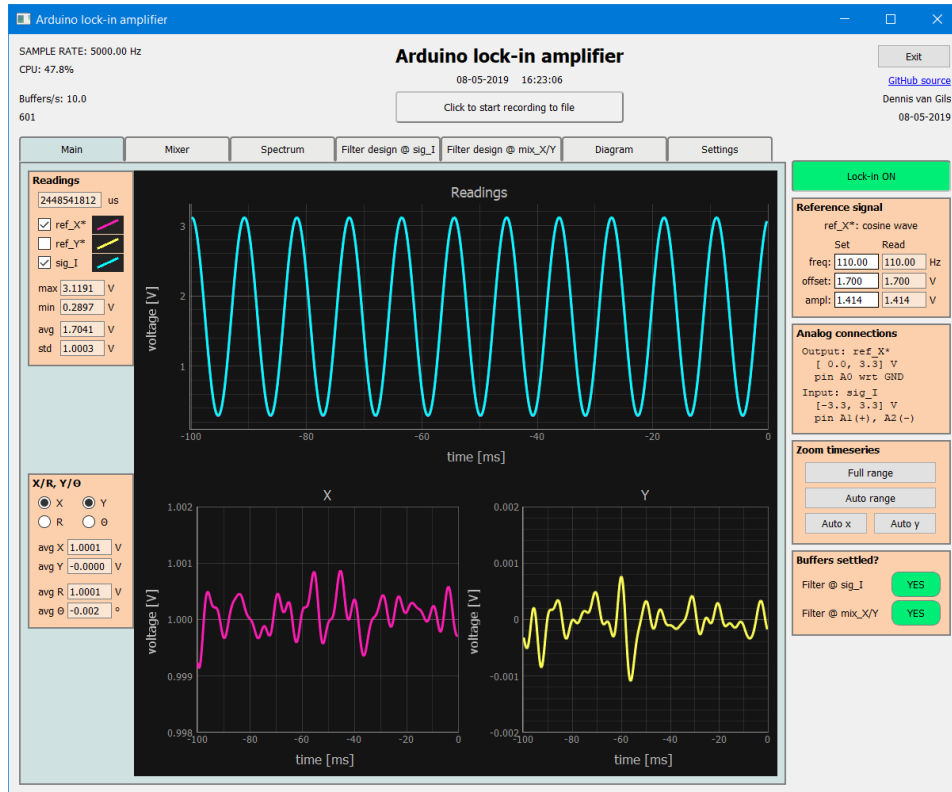 Arduino lock-in amplifier
SAMPLE RATE: 5000.00 Hz
CPU: 47.8%
Buffers/s: 10.0
601
Arduino lock-in amplifier
08-05-2019 16:23:06
Click to start recording to file
Exit
GitHub source
Dennis van Gils
08-05-2019
Main Mixer Spectrum Filter design @ sig_I Filter design @ mix_X/Y Diagram Settings
Readings
2448541812 us
ref_X*
ref_Y*
sig_I
max 3.1191 V
min 0.2897 V
avg 1.7041 V
std 1.0003 V
Readings
voltage [V]
3
2
1
-100 -80 -60 -40 -20 0
time [ms]
X/R, Y/Θ
X Y
R Θ
avg X 1.0001 V
avg Y -0.0000 V
avg R 1.0001 V
avg Θ -0.002 °
X
voltage [V]
1.002
1.001
1.000
0.999
0.998
-100 -80 -60 -40 -20 0
time [ms]
Y
voltage [V]
0.002
0.001
0
-0.001
-0.002
-100 -80 -60 -40 -20 0
time [ms]
Lock-in ON
Reference signal
ref_X*: cosine wave
Set Read
freq: 110.00 110.00 Hz
offset: 1.700 1.700 V
ampl: 1.414 1.414 V
Analog connections
Output: ref_X*
[ 0.0, 3.3] V
pin A0 wrt GND
Input: sig_I
[-3.3, 3.3] V
pin A1(+), A2(-)
Zoom timeseries
Full range
Auto range
Auto x Auto y
Buffers settled?
Filter @ sig_I YES
Filter @ mix_X/Y YES